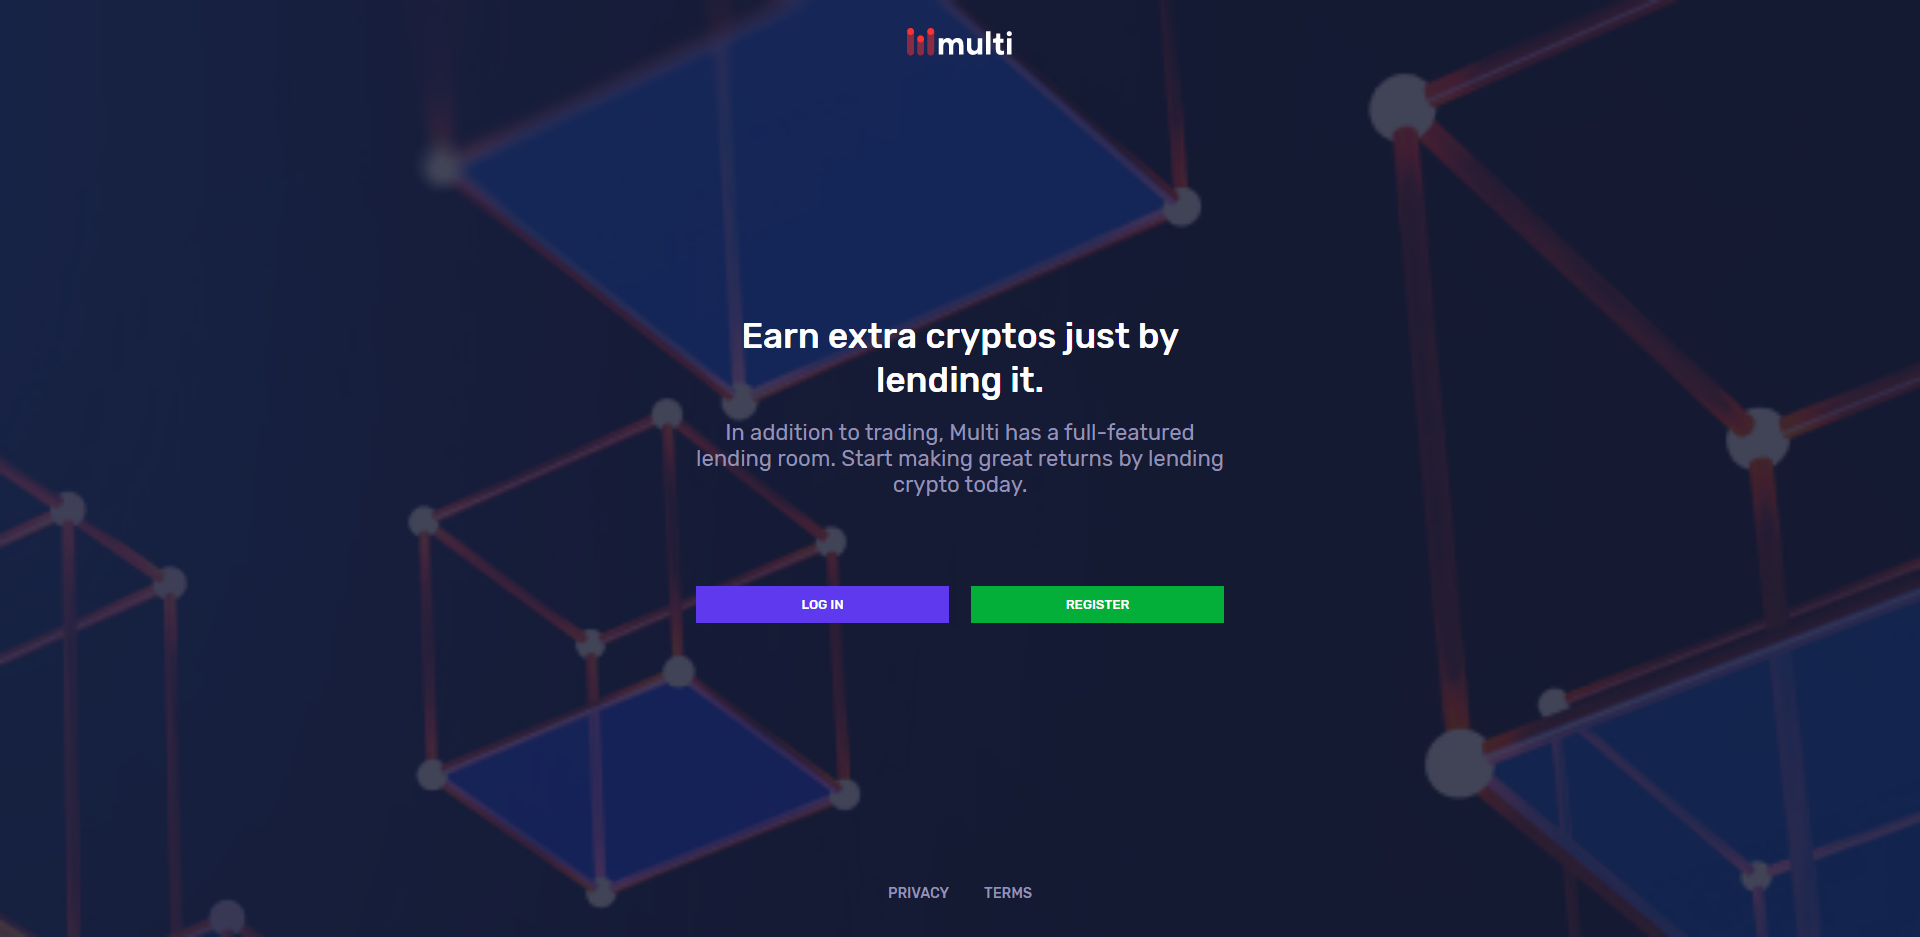 multi
Earn extra cryptos just by
lending it.
In addition to trading, Multi has a full-featured
lending room. Start making great returns by lending
crypto today.
LOG IN
REGISTER
PRIVACY
TERMS